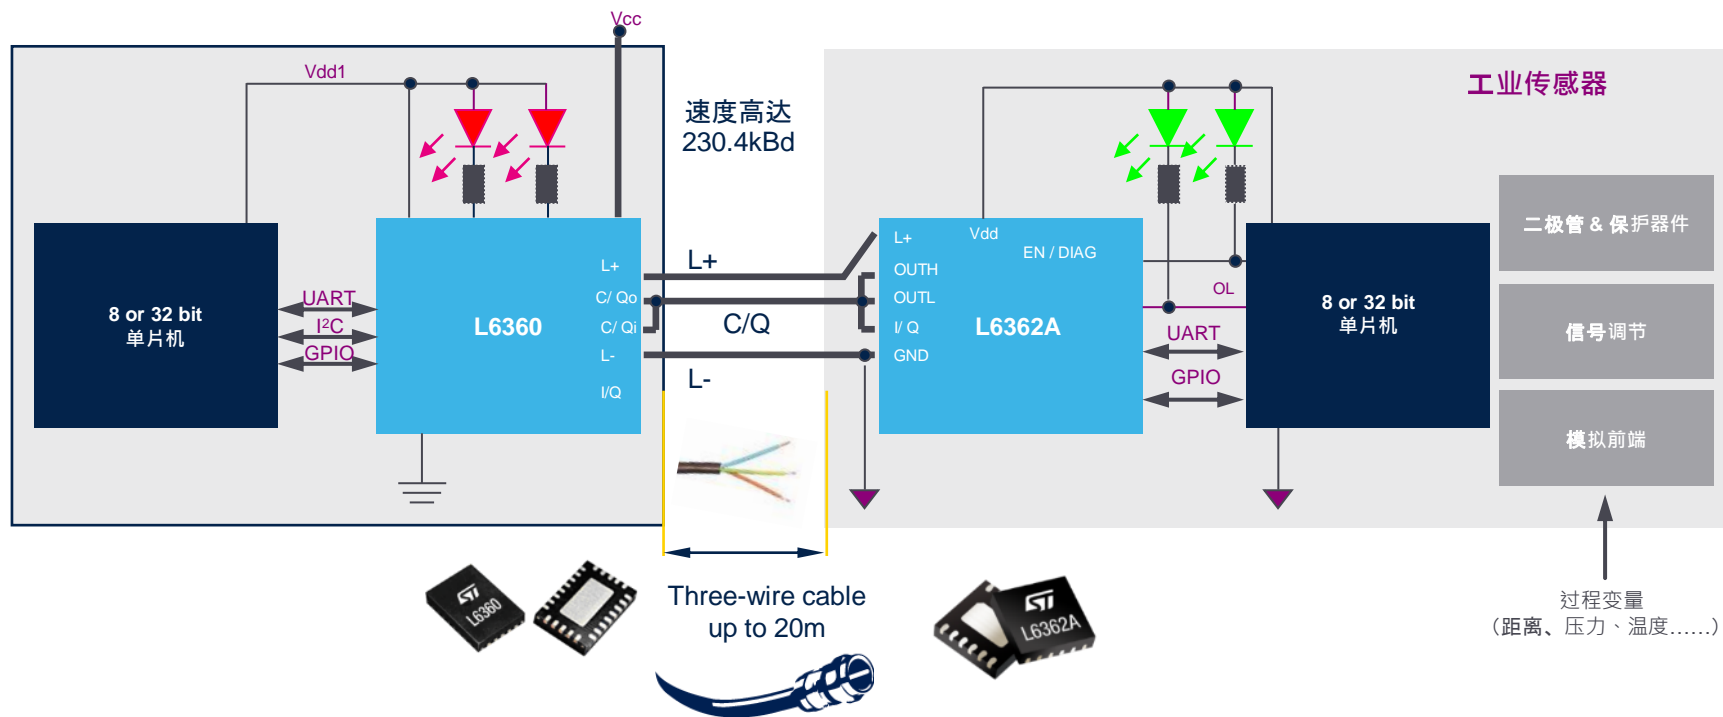 Vcc
Vdd1
速度高达
230.4kBd
工业传感器
8 or 32 bit
单片机
UART
I²C
GPIO
L6360
L+
C/ Qo
C/ Qi
L-
I/Q
L+
C/Q
L-
L+
OUTH
OUTL
I/ Q
GND
Vdd
EN / DIAG
L6362A
OL
UART
GPIO
8 or 32 bit
单片机
二极管 & 保护器件
信号调节
模拟前端
过程变量
（距离、压力、温度......）
Three-wire cable
up to 20m
ST
L6360
ST
L6362A